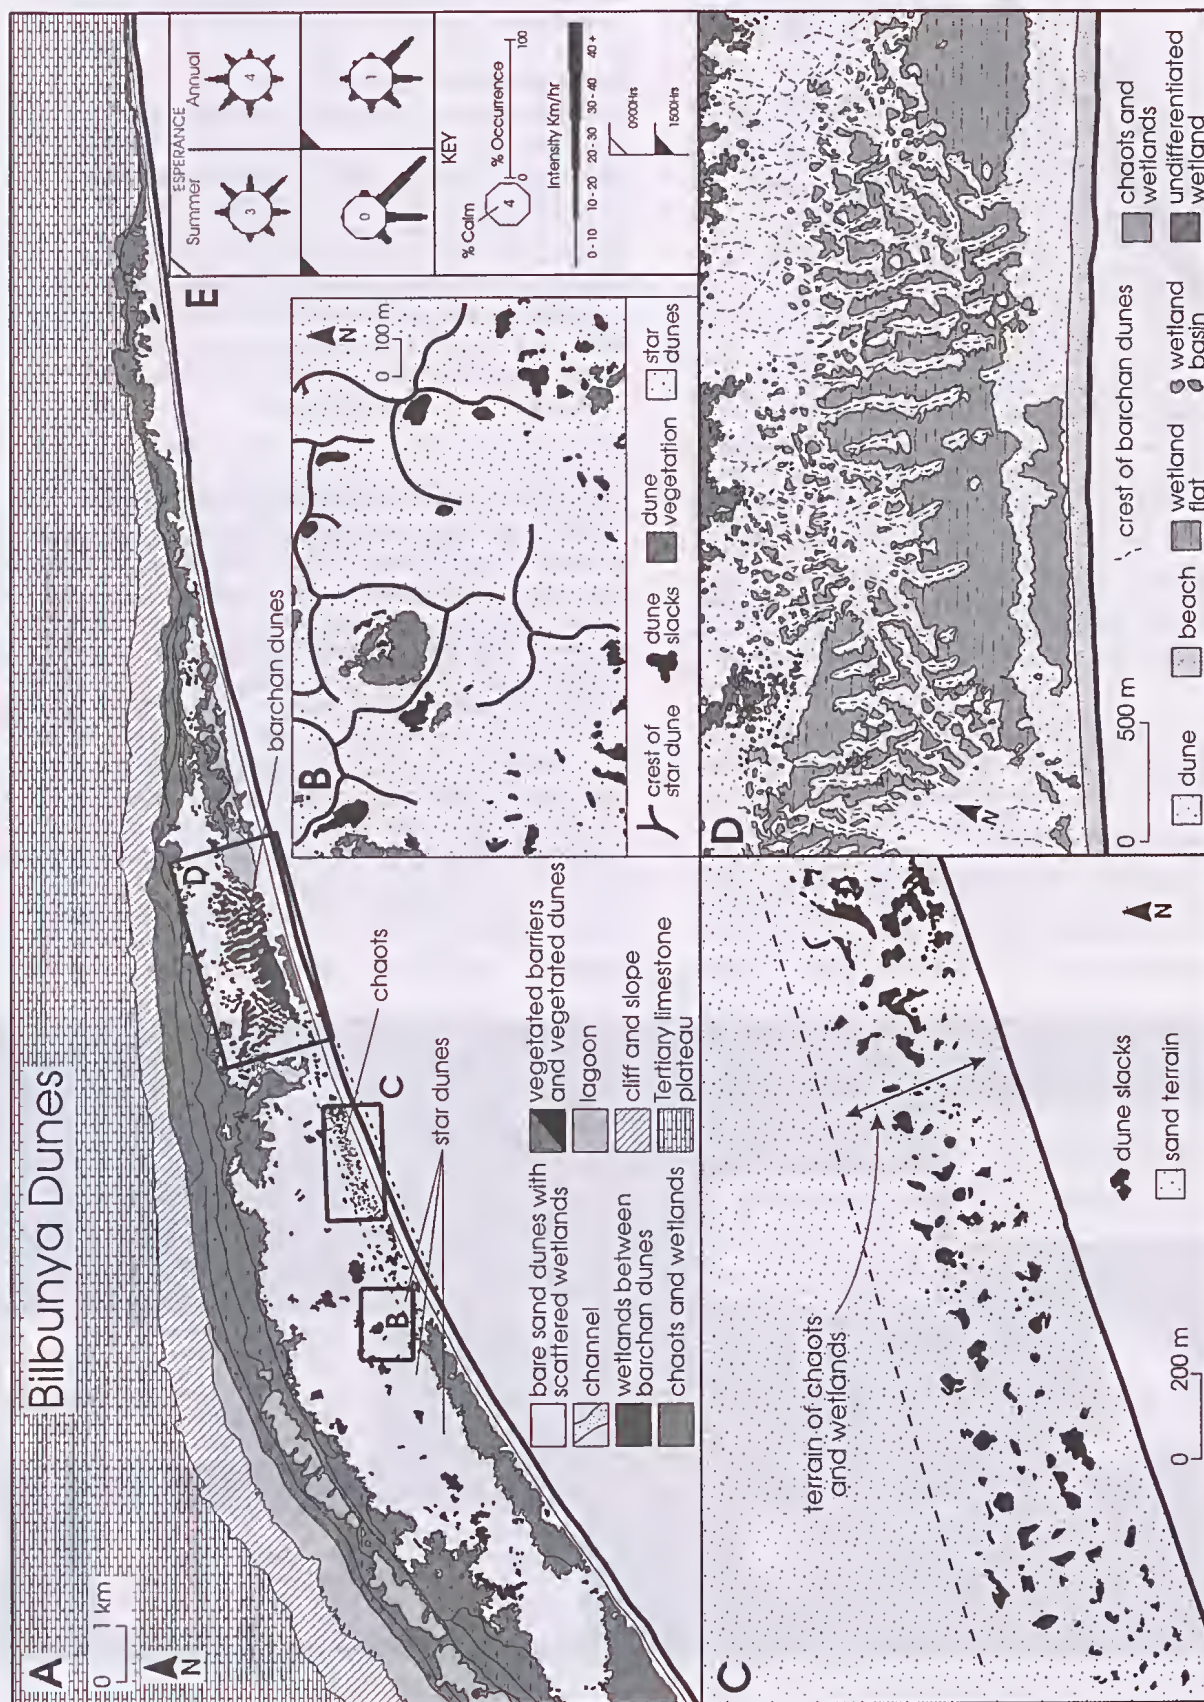 A
Bilbunya Dunes
0 1 km
N
D
barchan dunes
chaots
C
B
star dunes
bare sand dunes with
scattered wetlands
channel
wetlands between
barchan dunes
chaots and wetlands
vegetated barriers
and vegetated dunes
lagoon
cliff and slope
Tertiary limestone
plateau
B
N
0 100 m
crest of
star dune
dune
slacks
dune
vegetation
star
dunes
E
ESPERANCE
Summer
Annual
3
4
0
1
KEY
% Calm
4
% Occurrence
0
100
Intensity Km/hr
0 - 10
10 - 20
20 - 30
30 - 40
40 +
0900Hrs
1500Hrs
C
terrain of chaots
and wetlands
0 200 m
dune slacks
sand terrain
N
D
N
0 500 m
crest of barchan dunes
dune
beach
wetland
flat
wetland
basin
chaots and
wetlands
undifferentiated
wetland